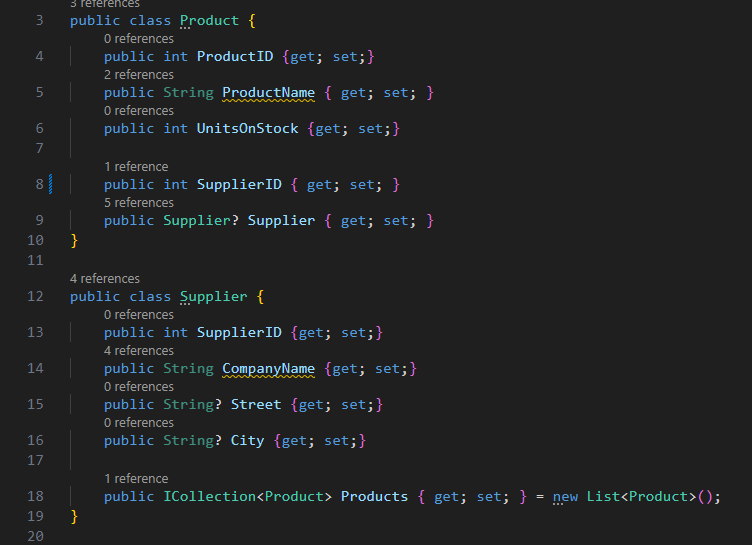 3 references
3 public class Product {
0 references
4 public int ProductID {get; set;}
2 references
5 public String ProductName { get; set; }
0 references
6 public int UnitsOnStock {get; set;}
7
1 reference
8 public int SupplierID { get; set; }
5 references
9 public Supplier? Supplier { get; set; }
10 }
11
4 references
12 public class Supplier {
0 references
13 public int SupplierID {get; set;}
4 references
14 public String CompanyName {get; set;}
0 references
15 public String? Street {get; set;}
0 references
16 public String? City {get; set;}
17
1 reference
18 public ICollection<Product> Products { get; set; } = new List<Product>();
19 }
20